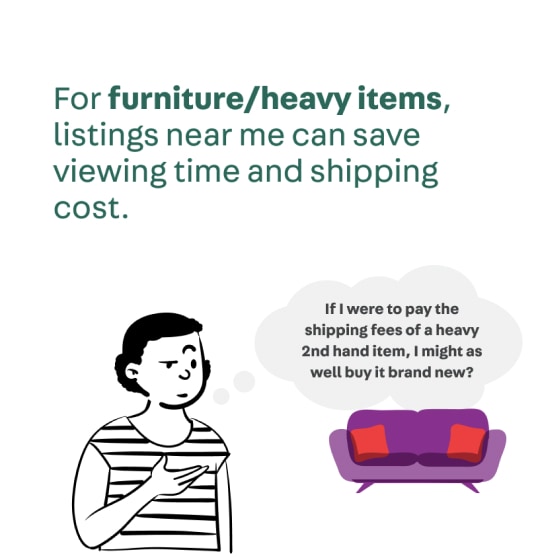 For furniture/heavy items,
listings near me can save
viewing time and shipping
cost.
If I were to pay the
shipping fees of a heavy
2nd hand item, I might as
well buy it brand new?